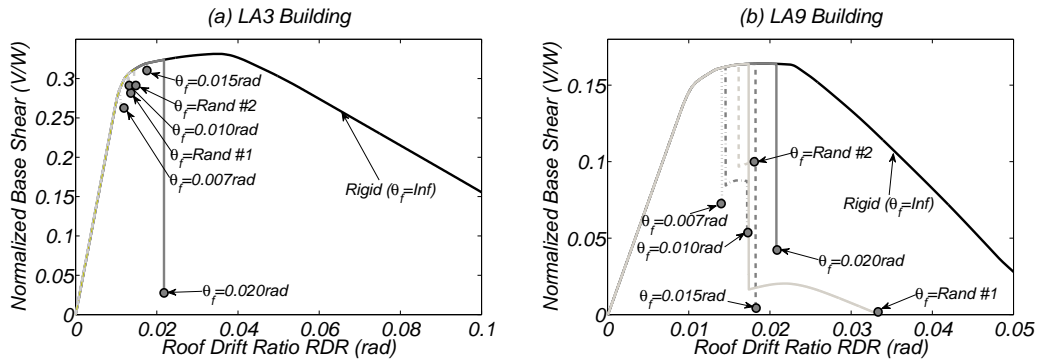 (a) LA3 Building
Normalized Base Shear (V/W)
0.3
0.25
0.2
0.15
0.1
0.05
0
0
0.02
0.04
0.06
0.08
0.1
Roof Drift Ratio RDR (rad)
θf=0.015rad
θf=Rand #2
θf=0.010rad
θf=Rand #1
θf=0.007rad
Rigid (θf=Inf)
θf=0.020rad
(b) LA9 Building
Normalized Base Shear (V/W)
0.15
0.1
0.05
0
0
0.01
0.02
0.03
0.04
0.05
Roof Drift Ratio RDR (rad)
θf=Rand #2
Rigid (θf=Inf)
θf=0.007rad
θf=0.010rad
θf=0.020rad
θf=0.015rad
θf=Rand #1